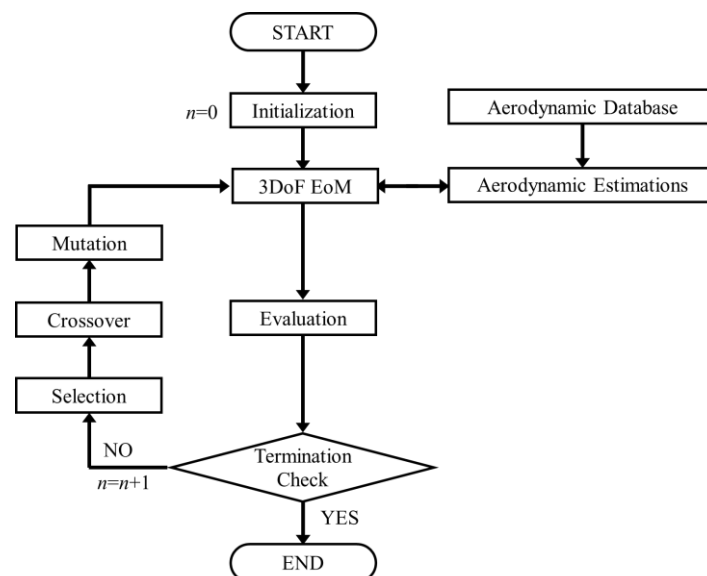 START
n=0
Initialization
Aerodynamic Database
3DoF EoM
Aerodynamic Estimations
Mutation
Crossover
Evaluation
Selection
NO
n=n+1
Termination
Check
YES
END